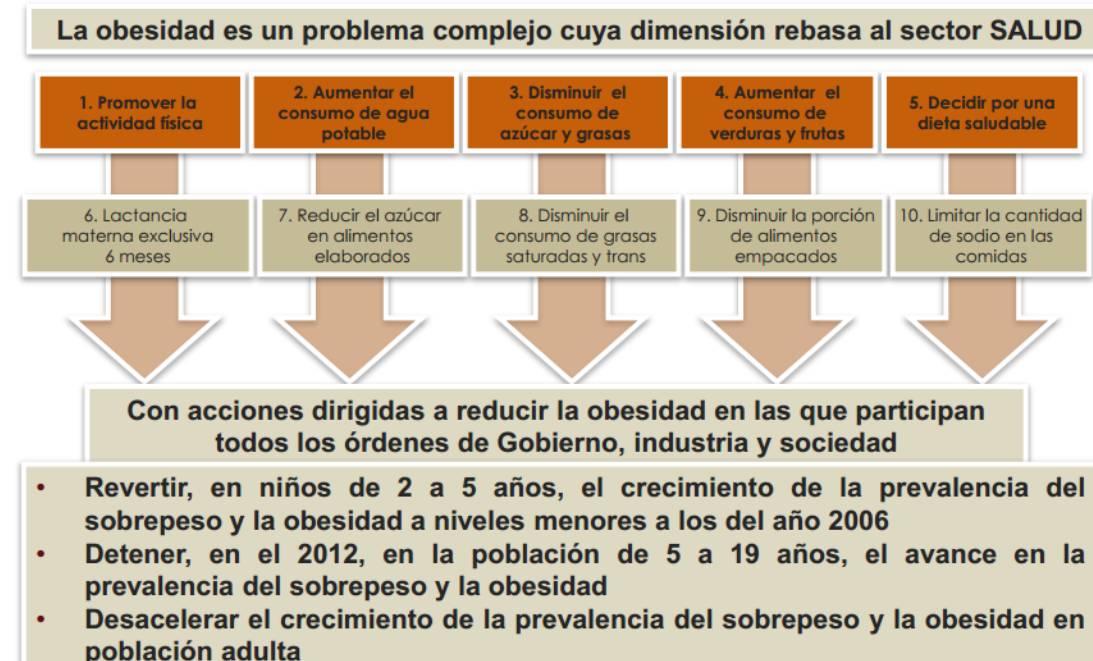 La obesidad es un problema complejo cuya dimensión rebasa al sector SALUD
1. Promover la
actividad física
2. Aumentar el
consumo de agua
potable
3. Disminuir el
consumo de
azúcar y grasas
4. Aumentar el
consumo de
verduras y frutas
5. Decidir por una
dieta saludable
6. Lactancia
materna exclusiva
6 meses
7. Reducir el azúcar
en alimentos
elaborados
8. Disminuir el
consumo de grasas
saturadas y trans
9. Disminuir la porción
de alimentos
empacados
10. Limitar la cantidad
de sodio en las
comidas
Con acciones dirigidas a reducir la obesidad en las que participan
todos los órdenes de Gobierno, industria y sociedad
• Revertir, en niños de 2 a 5 años, el crecimiento de la prevalencia del
sobrepeso y la obesidad a niveles menores a los del año 2006
• Detener, en el 2012, en la población de 5 a 19 años, el avance en la
prevalencia del sobrepeso y la obesidad
• Desacelerar el crecimiento de la prevalencia del sobrepeso y la obesidad en
población adulta